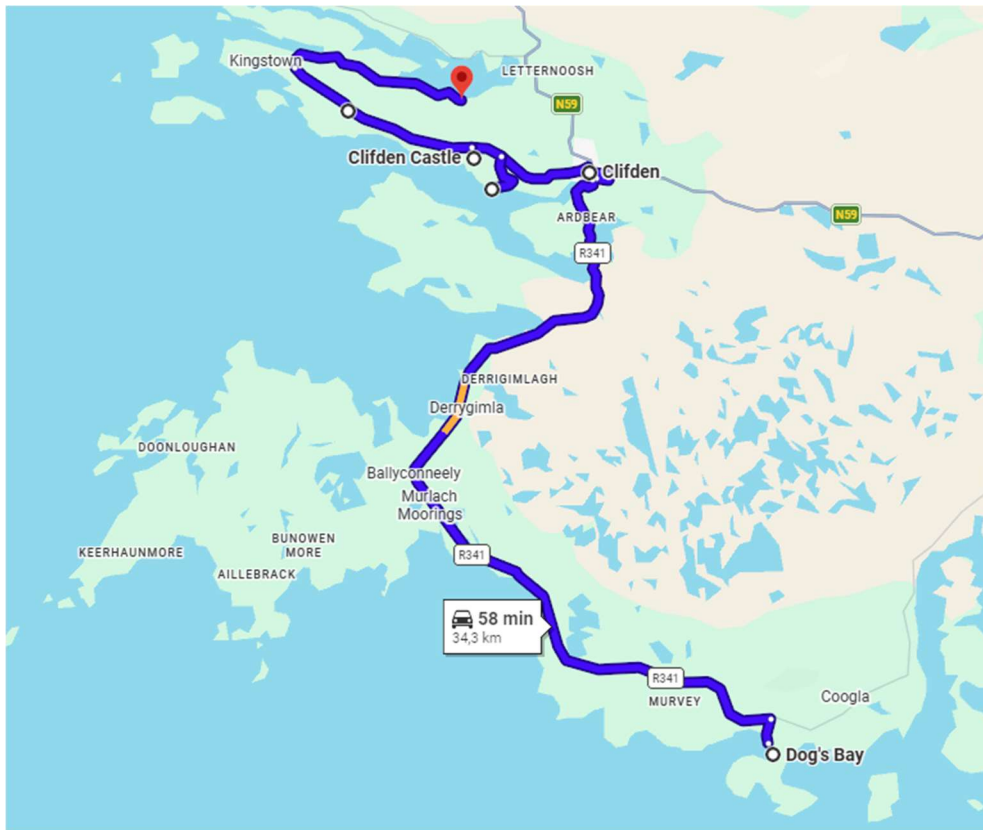 Kingstown
LETTERNOOSH
N59
Clifden Castle
Clifden
N59
ARDBEAR
R341
DERRIGIMLAGH
Derrygimla
DOONLOUGHAN
Ballyconneely
Murlach
Moorings
BUNOWEN
MORE
KEERHAUNMORE
R341
AILLEBRACK
58 min
34,3 km
R341
MURVEY
Coogla
Dog's Bay